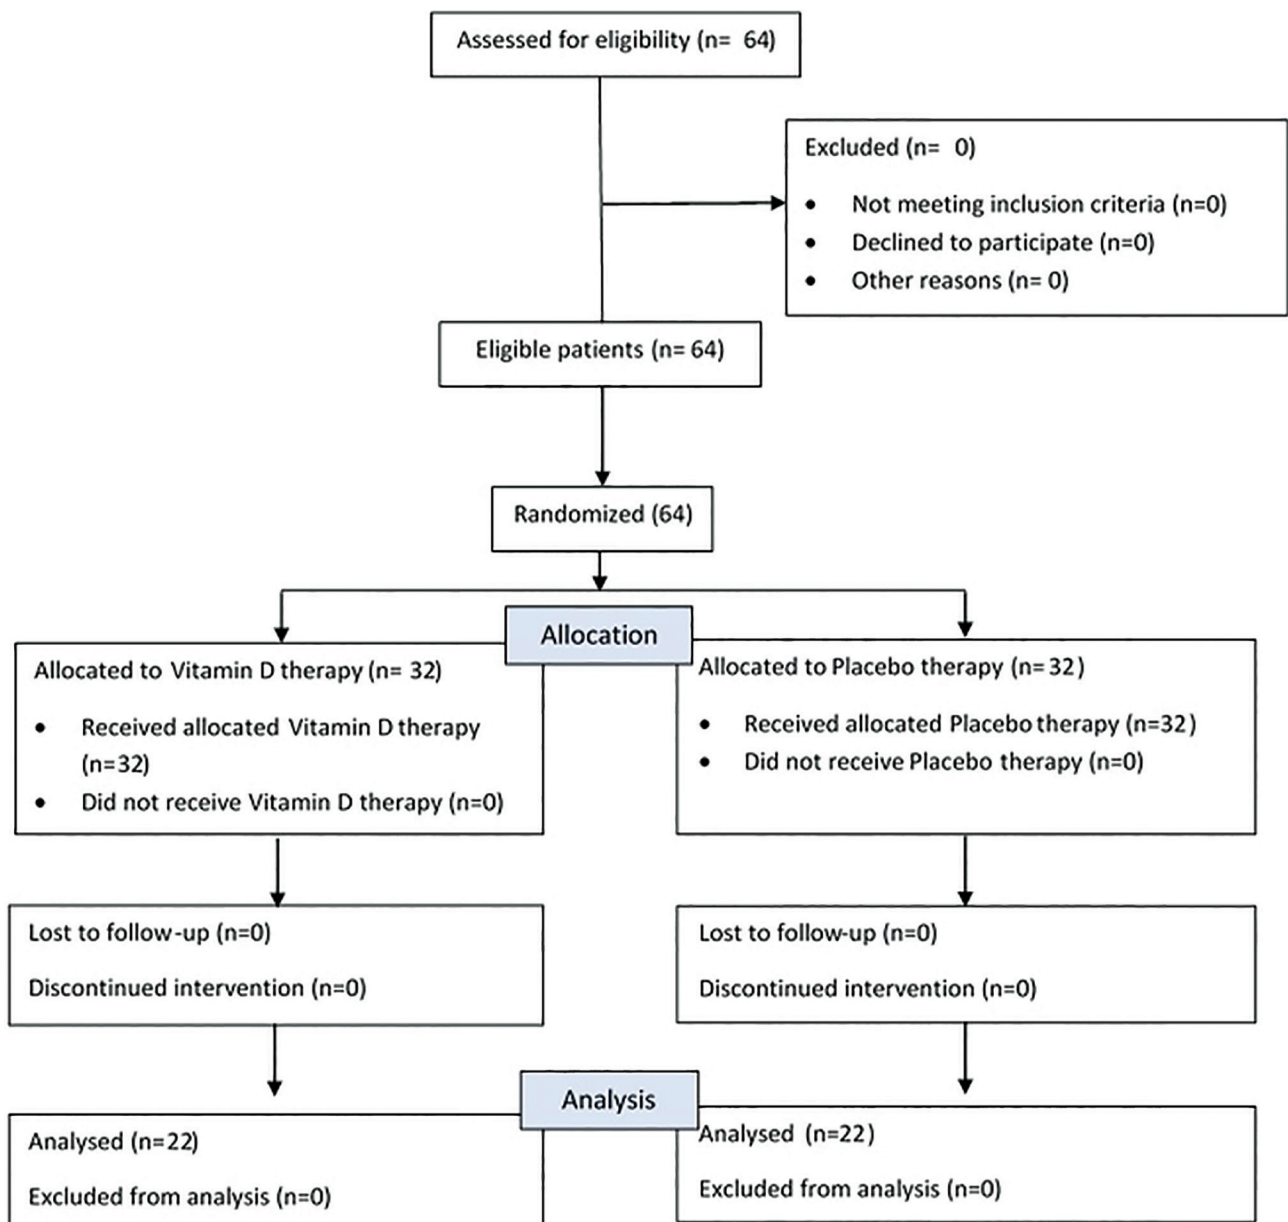 Assessed for eligibility (n= 64)
Excluded (n= 0)
• Not meeting inclusion criteria (n=0)
• Declined to participate (n=0)
• Other reasons (n= 0)
Eligible patients (n= 64)
Randomized (64)
Allocation
Allocated to Vitamin D therapy (n= 32)
• Received allocated Vitamin D therapy
(n=32)
• Did not receive Vitamin D therapy (n=0)
Allocated to Placebo therapy (n= 32)
• Received allocated Placebo therapy (n=32)
• Did not receive Placebo therapy (n=0)
Lost to follow-up (n=0)
Discontinued intervention (n=0)
Lost to follow-up (n=0)
Discontinued intervention (n=0)
Analysis
Analysed (n=22)
Excluded from analysis (n=0)
Analysed (n=22)
Excluded from analysis (n=0)